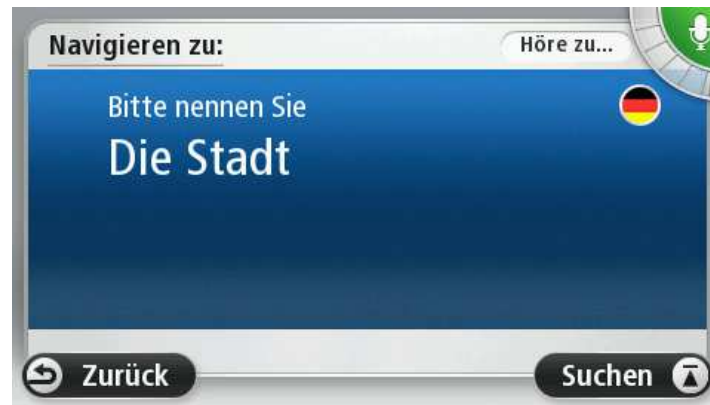 Navigieren zu:
Höre zu...
Bitte nennen Sie
Die Stadt
Zurück
Suchen